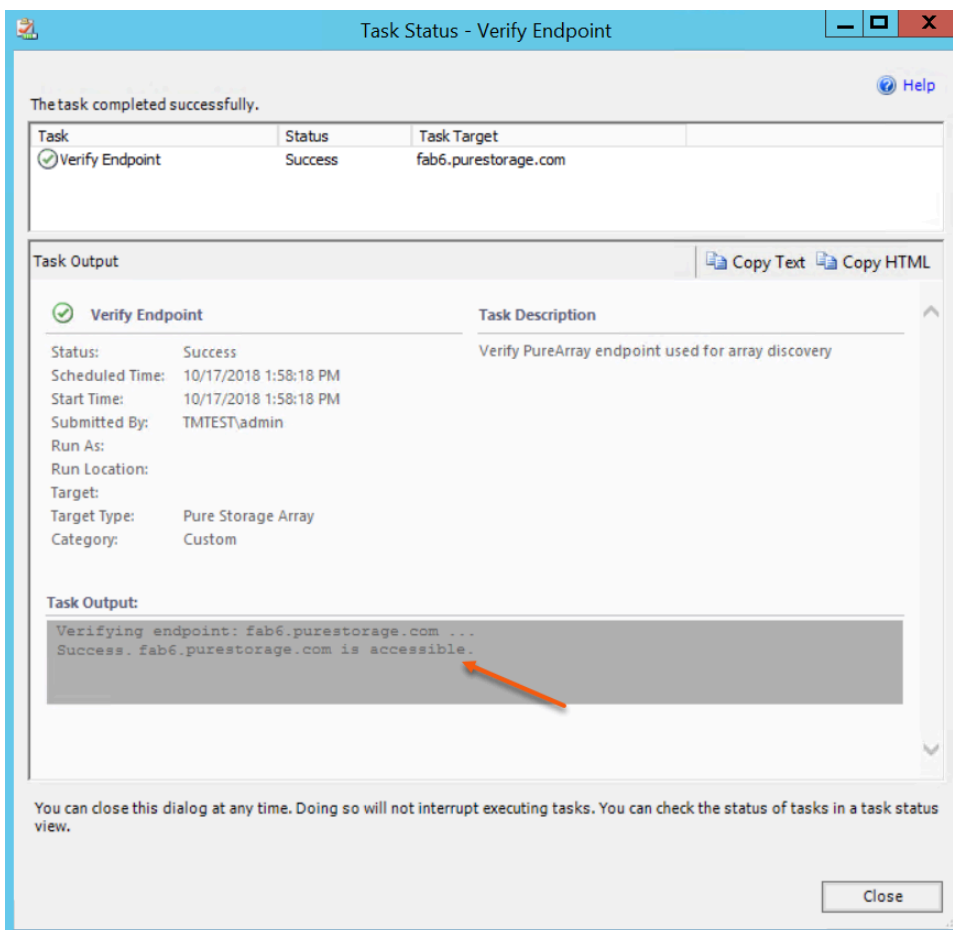 Task Status - Verify Endpoint
X
Help
The task completed successfully.
Task Status Task Target
Verify Endpoint Success fab6.purestorage.com
Task Output Copy Text Copy HTML
Verify Endpoint Task Description
Status: Success Verify PureArray endpoint used for array discovery
Scheduled Time: 10/17/2018 1:58:18 PM
Start Time: 10/17/2018 1:58:18 PM
Submitted By: TMTEST\admin
Run As:
Run Location:
Target:
Target Type: Pure Storage Array
Category: Custom
Task Output:
Verifying endpoint: fab6.purestorage.com ...
Success. fab6.purestorage.com is accessible.
You can close this dialog at any time. Doing so will not interrupt executing tasks. You can check the status of tasks in a task status
view.
Close